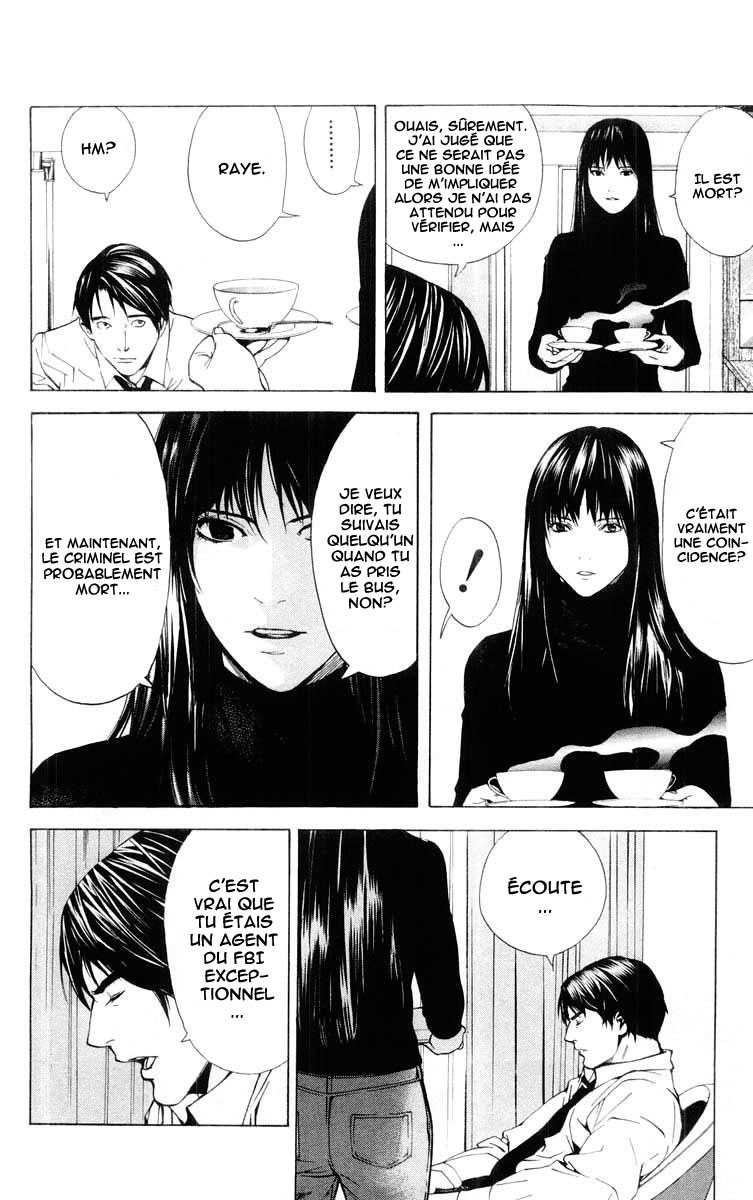 IL EST
MORT?
OUAIS, SÛREMENT.
J'AI JUGÉ QUE
CE NE SERAIT PAS
UNE BONNE IDÉE
DE M'IMPLIQUER
ALORS JE N'AI PAS
ATTENDU POUR
VÉRIFIER, MAIS
...
........
RAYE.
HM?
C'ÉTAIT
VRAIMENT
UNE COIN-
CIDENCE?
!
JE VEUX
DIRE, TU
SUIVAIS
QUELQU'UN
QUAND TU
AS PRIS
LE BUS,
NON?
ET MAINTENANT,
LE CRIMINEL EST
PROBABLEMENT
MORT...
ÉCOUTE
...
C'EST
VRAI QUE
TU ÉTAIS
UN AGENT
DU FBI
EXCEP-
TIONNEL
...